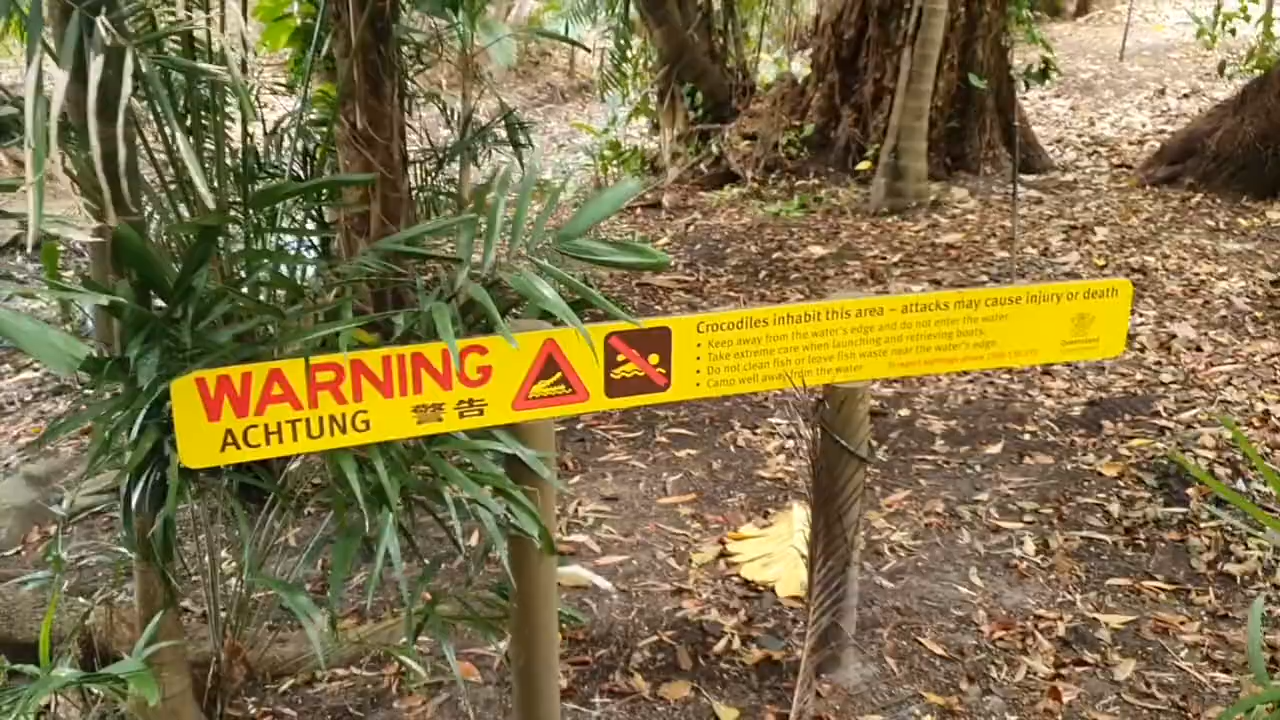 WARNING
ACHTUNG 警告
Crocodiles inhabit this area – attacks may cause injury or death
• Keep away from the water's edge and do not enter the water.
• Take extreme care when launching and retrieving boats.
• Do not clean fish or leave fish waste near the water's edge.
• Camp well away from the water
Queensland